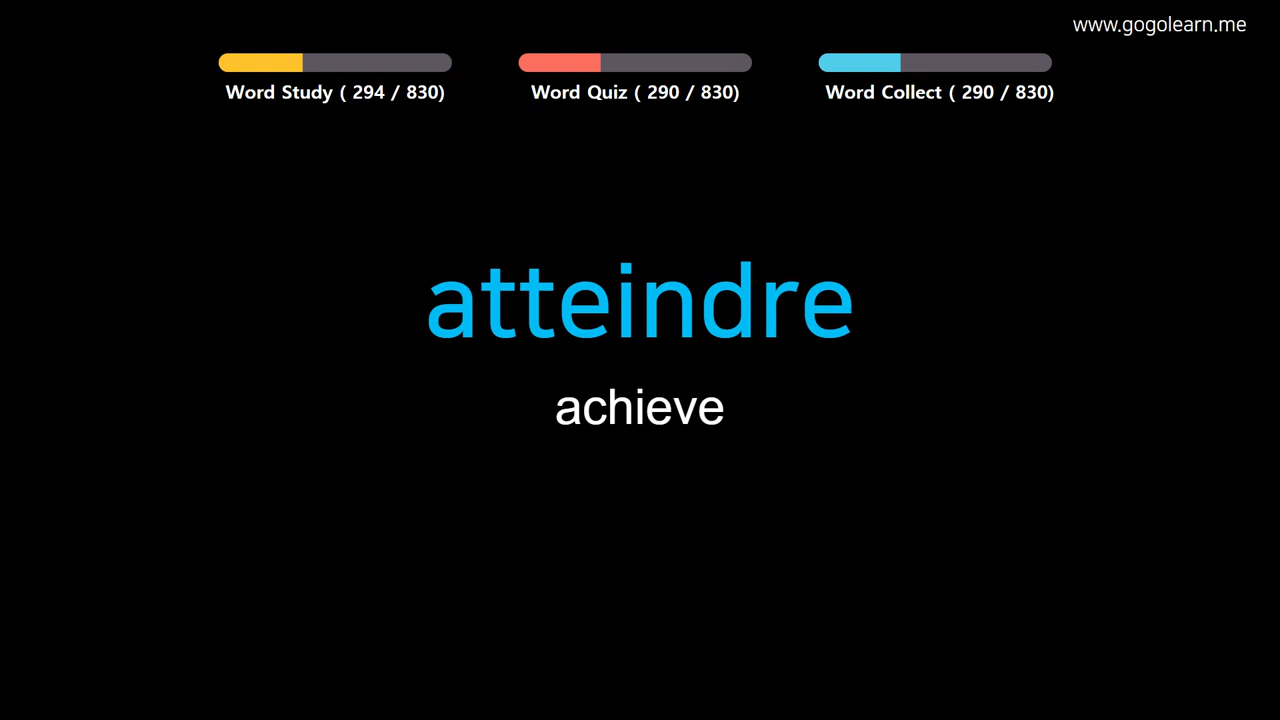 www.gogolearn.me
Word Study ( 294 / 830)
Word Quiz ( 290 / 830)
Word Collect ( 290 / 830)
atteindre
achieve